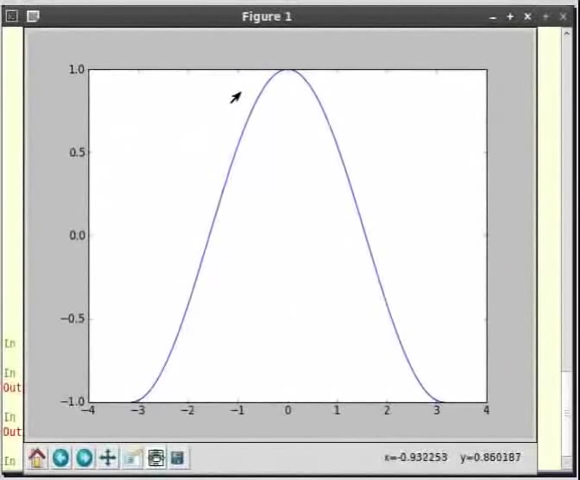 Figure 1
1.0
0.5
0.0
−0.5
−1.0
−4 −3 −2 −1 0 1 2 3 4
In
In
Out
In
Out
In
x=-0.932253 y=0.860187